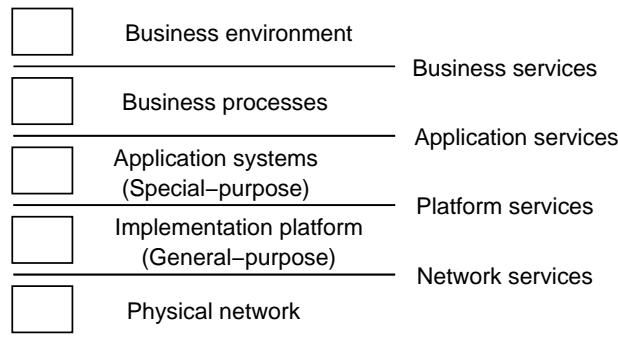 Business environment
Business services
Business processes
Application services
Application systems
(Special−purpose)
Platform services
Implementation platform
(General−purpose)
Network services
Physical network